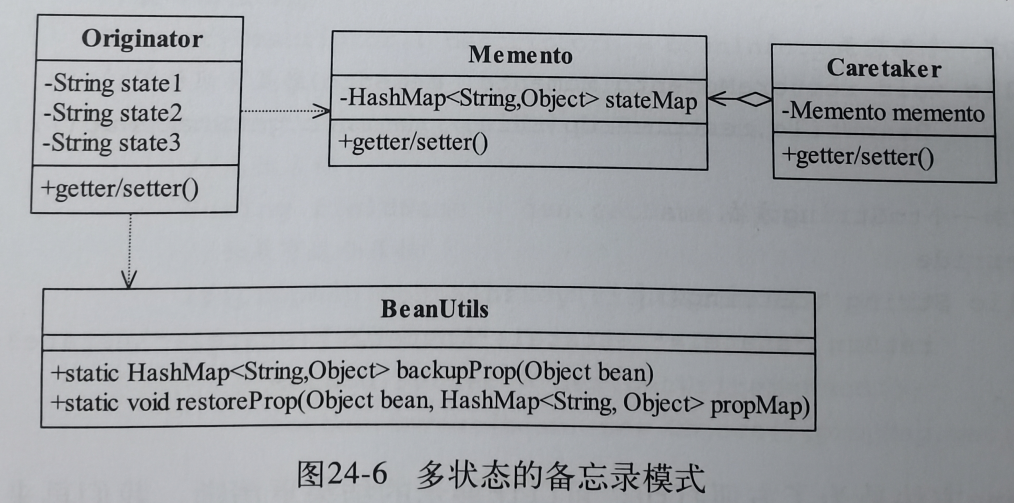 Originator
-String state1
-String state2
-String state3
+getter/setter()
Memento
-HashMap<String,Object> stateMap
+getter/setter()
Caretaker
-Memento memento
+getter/setter()
BeanUtils
+static HashMap<String,Object> backupProp(Object bean)
+static void restoreProp(Object bean, HashMap<String, Object> propMap)
图24-6 多状态的备忘录模式